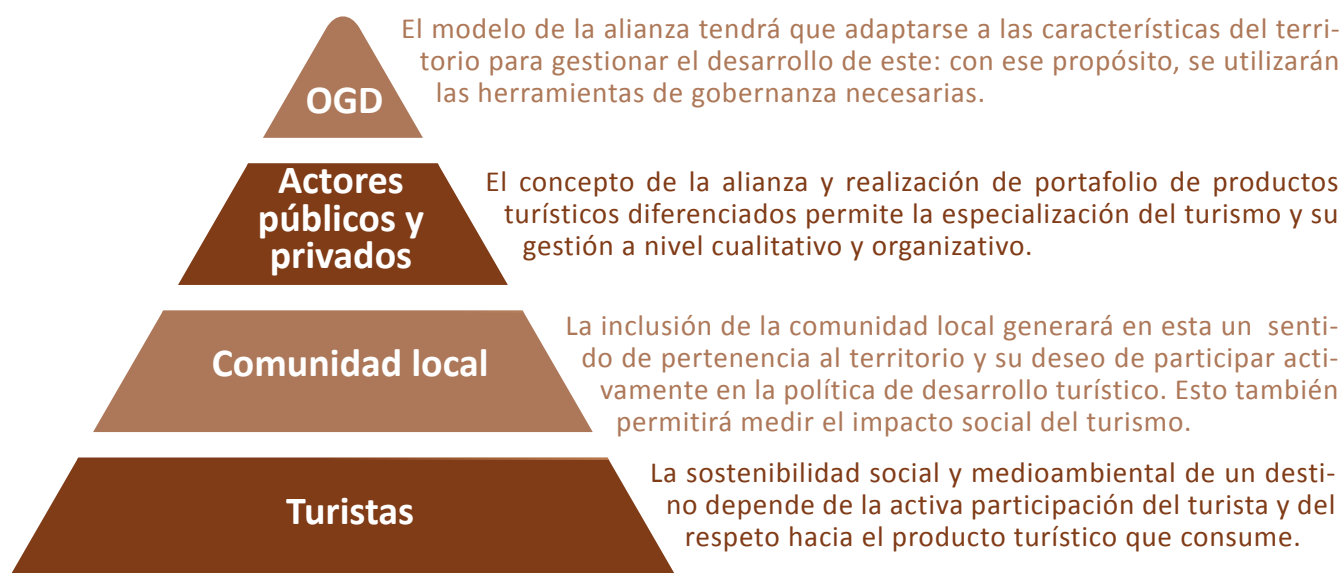 El modelo de la alianza tendrá que adaptarse a las características del terri-
torio para gestionar el desarrollo de este: con ese propósito, se utilizarán
las herramientas de gobernanza necesarias.
OGD
Actores
públicos y
privados
El concepto de la alianza y realización de portafolio de productos
turísticos diferenciados permite la especialización del turismo y su
gestión a nivel cualitativo y organizativo.
Comunidad local
La inclusión de la comunidad local generará en esta un senti-
do de pertenencia al territorio y su deseo de participar acti-
vamente en la política de desarrollo turístico. Esto también
permitirá medir el impacto social del turismo.
Turistas
La sostenibilidad social y medioambiental de un desti-
no depende de la activa participación del turista y del
respeto hacia el producto turístico que consume.